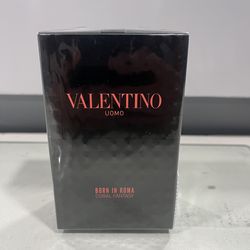 VALENTINO
UOMO
BORN IN ROMA
CORAL FANTASY